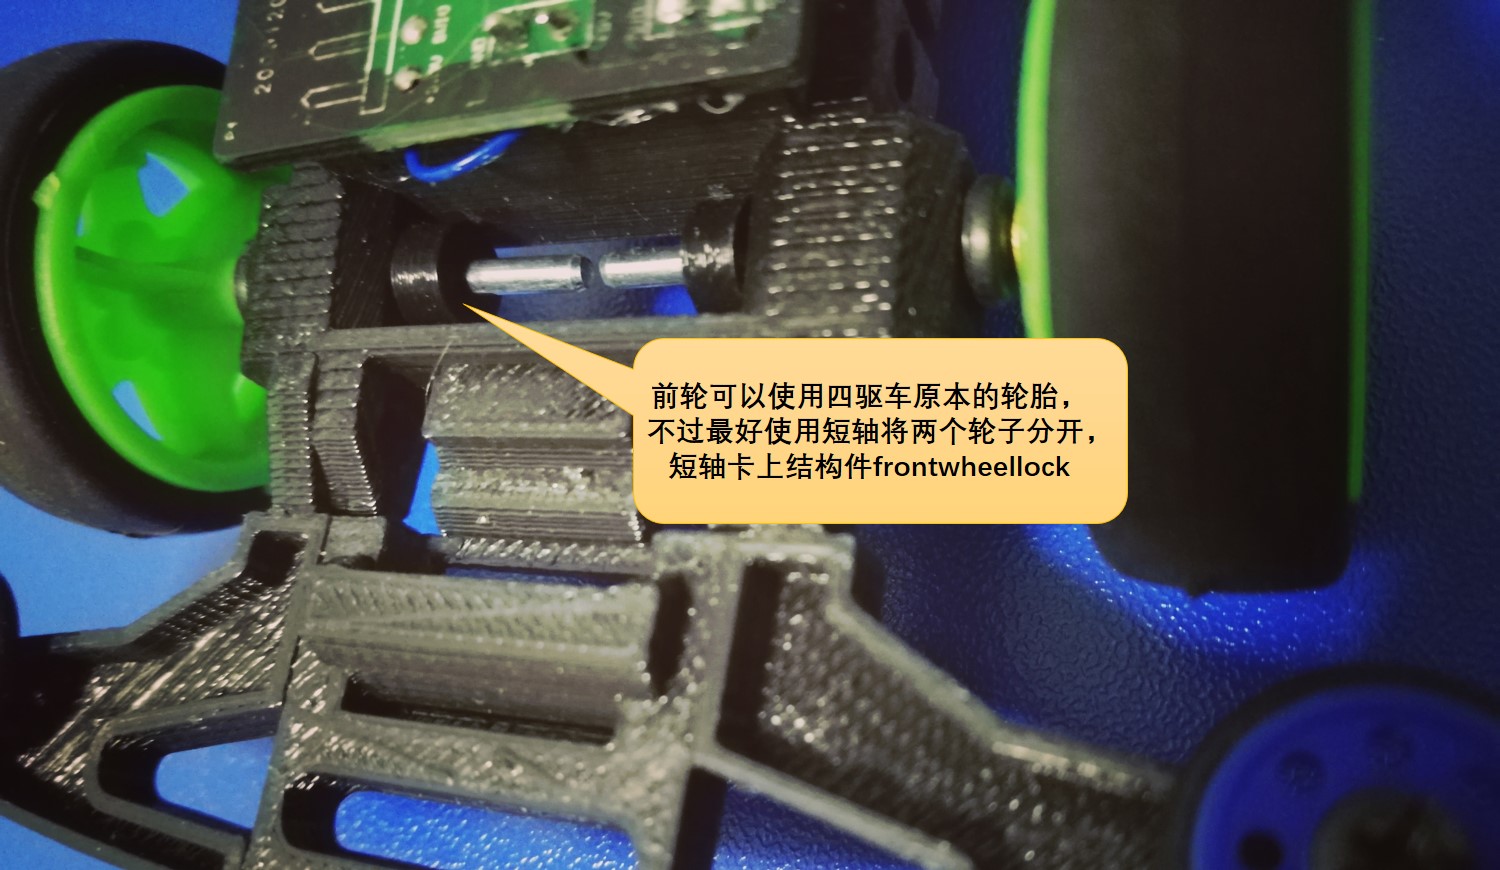 前轮可以使用四驱车原本的轮胎，
不过最好使用短轴将两个轮子分开，
短轴卡上结构件frontwheellock